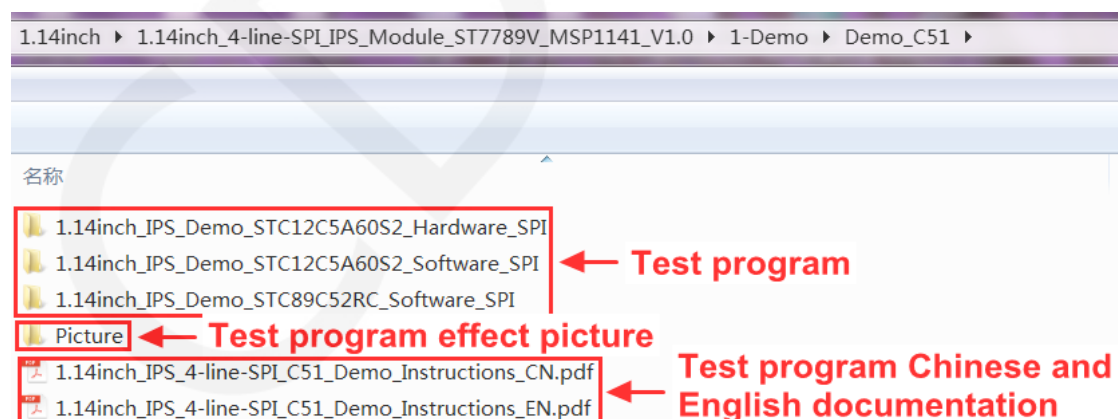 1.14inch ▸ 1.14inch_4-line-SPI_IPS_Module_ST7789V_MSP1141_V1.0 ▸ 1-Demo ▸ Demo_C51 ▸
名称
1.14inch_IPS_Demo_STC12C5A60S2_Hardware_SPI
1.14inch_IPS_Demo_STC12C5A60S2_Software_SPI
Test program
1.14inch_IPS_Demo_STC89C52RC_Software_SPI
Picture
Test program effect picture
1.14inch_IPS_4-line-SPI_C51_Demo_Instructions_CN.pdf
1.14inch_IPS_4-line-SPI_C51_Demo_Instructions_EN.pdf
Test program Chinese and
English documentation